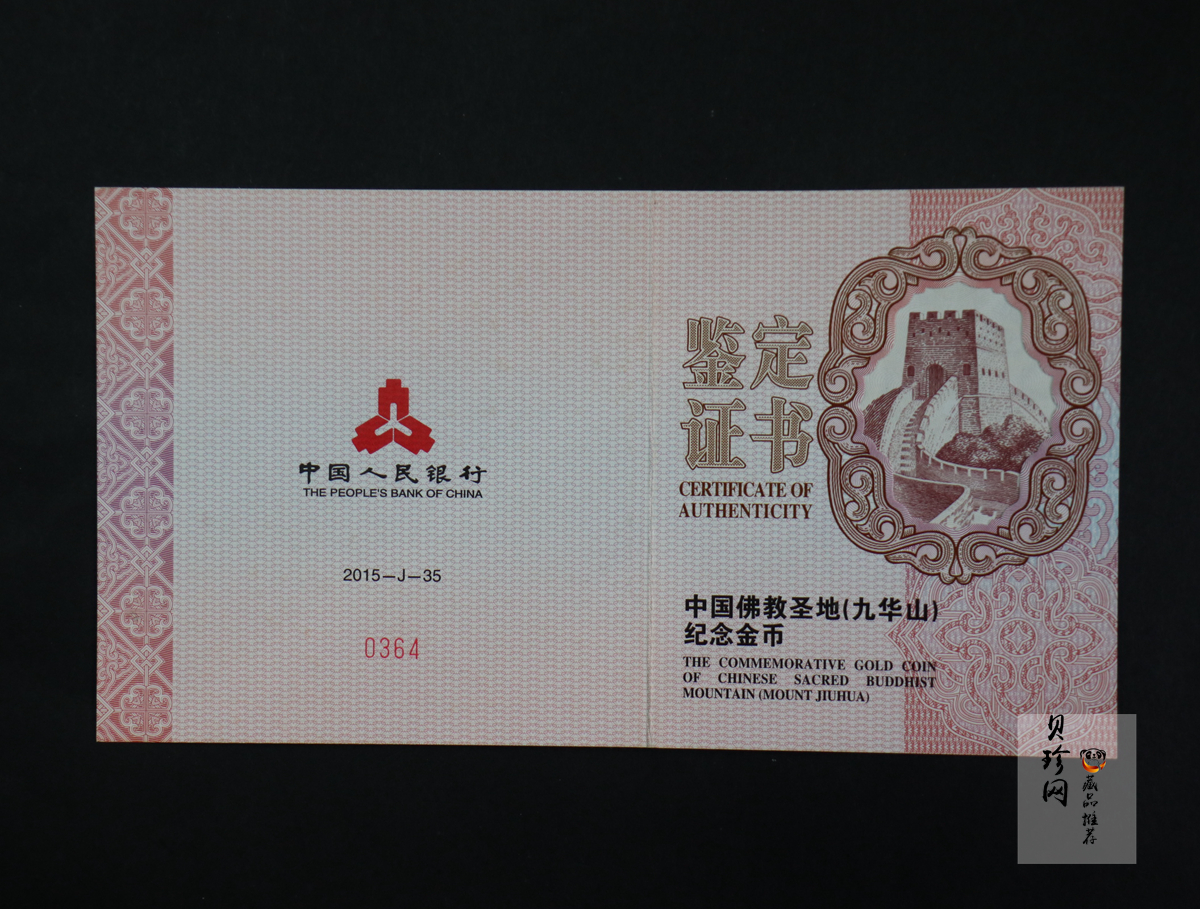 中国人民银行
THE PEOPLE'S BANK OF CHINA
2015－J－35
0364
鉴定
证书
CERTIFICATE OF
AUTHENTICITY
中国佛教圣地(九华山)
纪念金币
THE COMMEMORATIVE GOLD COIN
OF CHINESE SACRED BUDDHIST
MOUNTAIN (MOUNT JIUHUA)
贝珍网
藏品推荐